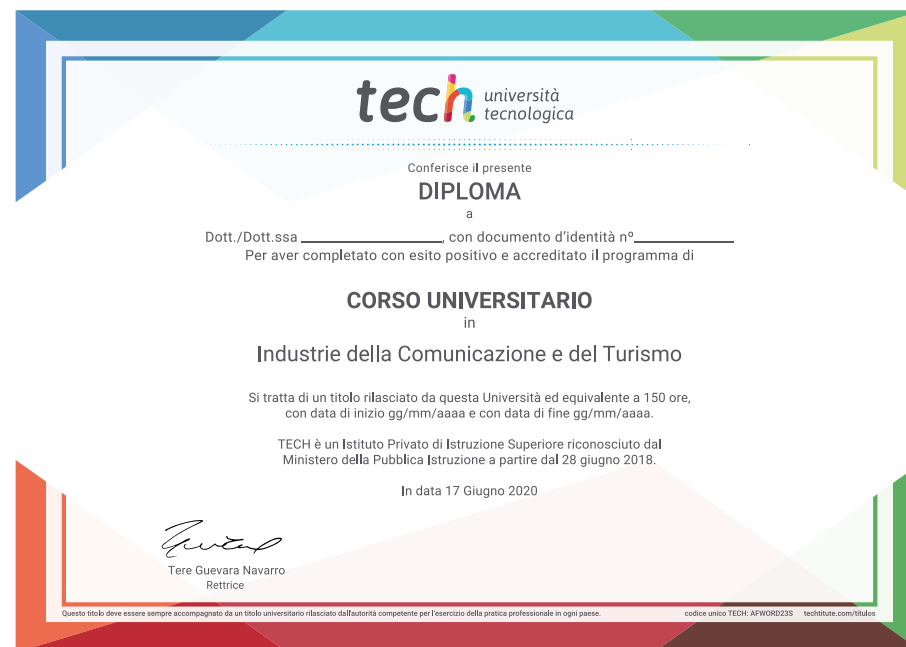 tech università
tecnologica
Conferisce il presente
DIPLOMA
a
Dott./Dott.ssa ________________, con documento d'identità nº____________
Per aver completato con esito positivo e accreditato il programma di
CORSO UNIVERSITARIO
in
Industrie della Comunicazione e del Turismo
Si tratta di un titolo rilasciato da questa Università ed equivalente a 150 ore,
con data di inizio gg/mm/aaaa e con data di fine gg/mm/aaaa.
TECH è un Istituto Privato di Istruzione Superiore riconosciuto dal
Ministero della Pubblica Istruzione a partire dal 28 giugno 2018.
In data 17 Giugno 2020
Tere Guevara Navarro
Rettrice
Questo titolo deve essere sempre accompagnato da un titolo universitario rilasciato dall'autorità competente per l'esercizio della pratica professionale in ogni paese.
codice unico TECH: AFWORD23S techtitute.com/titulos